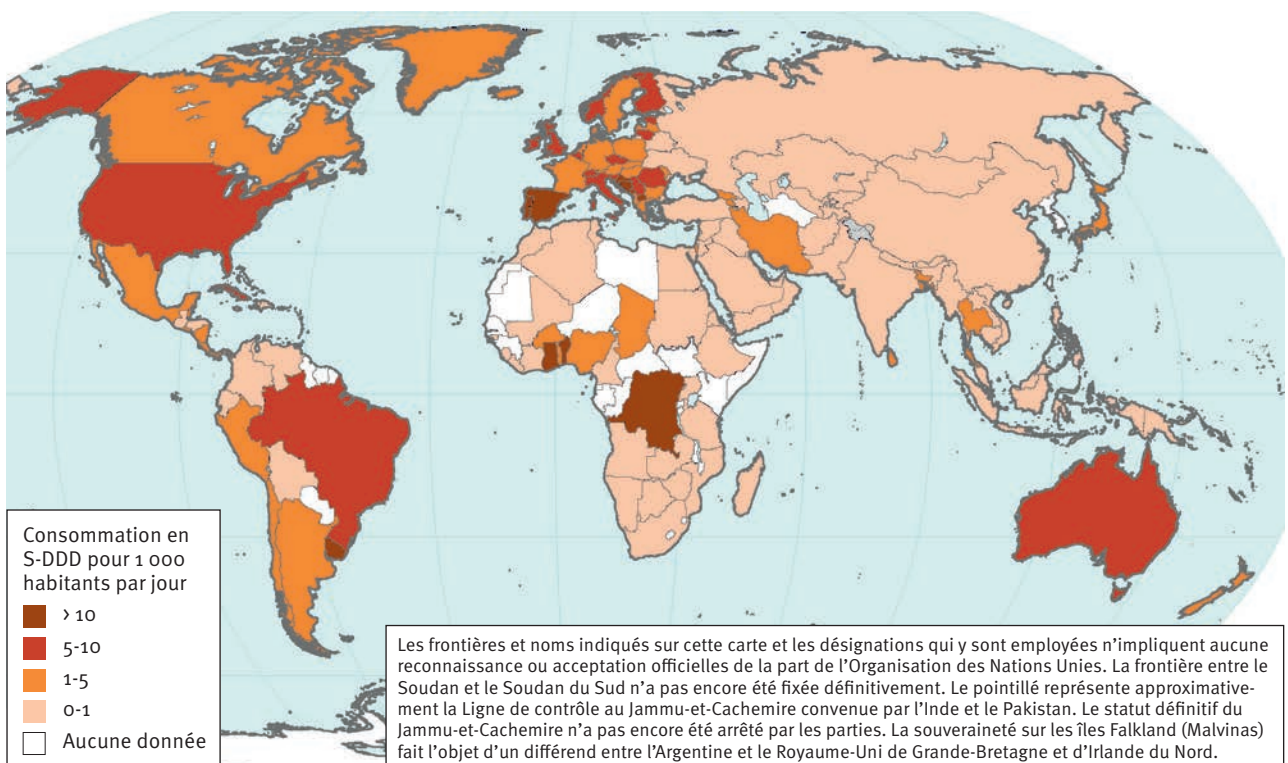 Consommation en
S-DDD pour 1 000
habitants par jour
> 10
5-10
1-5
0-1
Aucune donnée
Les frontières et noms indiqués sur cette carte et les désignations qui y sont employées n’impliquent aucune
reconnaissance ou acceptation officielles de la part de l’Organisation des Nations Unies. La frontière entre le
Soudan et le Soudan du Sud n’a pas encore été fixée définitivement. Le pointillé représente approximative-
ment la Ligne de contrôle au Jammu-et-Cachemire convenue par l’Inde et le Pakistan. Le statut définitif du
Jammu-et-Cachemire n’a pas encore été arrêté par les parties. La souveraineté sur les îles Falkland (Malvinas)
fait l’objet d’un différend entre l’Argentine et le Royaume-Uni de Grande-Bretagne et d’Irlande du Nord.